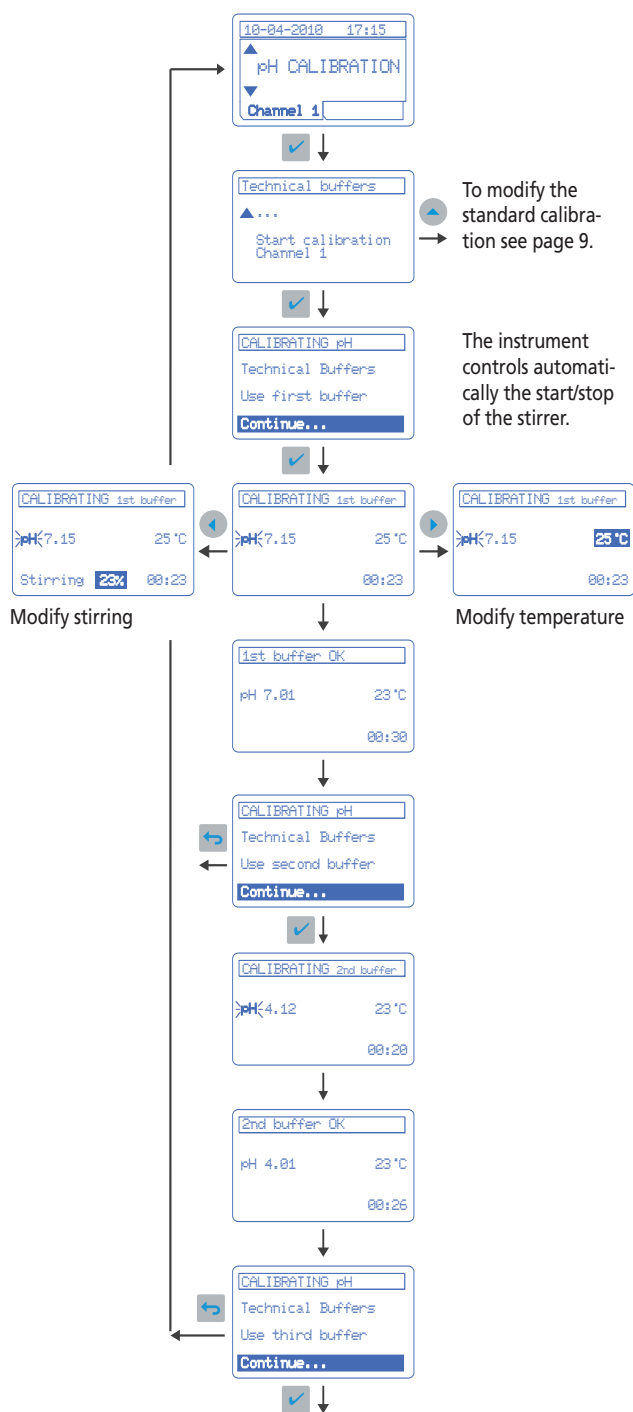 10-04-2010 17:15
pH CALIBRATION
Channel 1
Technical buffers
...
Start calibration
Channel 1
To modify the
standard calibra-
tion see page 9.
CALIBRATING pH
Technical Buffers
Use first buffer
Continue...
The instrument
controls automati-
cally the start/stop
of the stirrer.
CALIBRATING 1st buffer
pH 7.15 25°C
Stirring 23% 00:23
Modify stirring
CALIBRATING 1st buffer
pH 7.15 25°C
00:23
CALIBRATING 1st buffer
pH 7.15 25°C
00:23
Modify temperature
1st buffer OK
pH 7.01 23°C
00:30
CALIBRATING pH
Technical Buffers
Use second buffer
Continue...
CALIBRATING 2nd buffer
pH 4.12 23°C
00:20
2nd buffer OK
pH 4.01 23°C
00:26
CALIBRATING pH
Technical Buffers
Use third buffer
Continue...